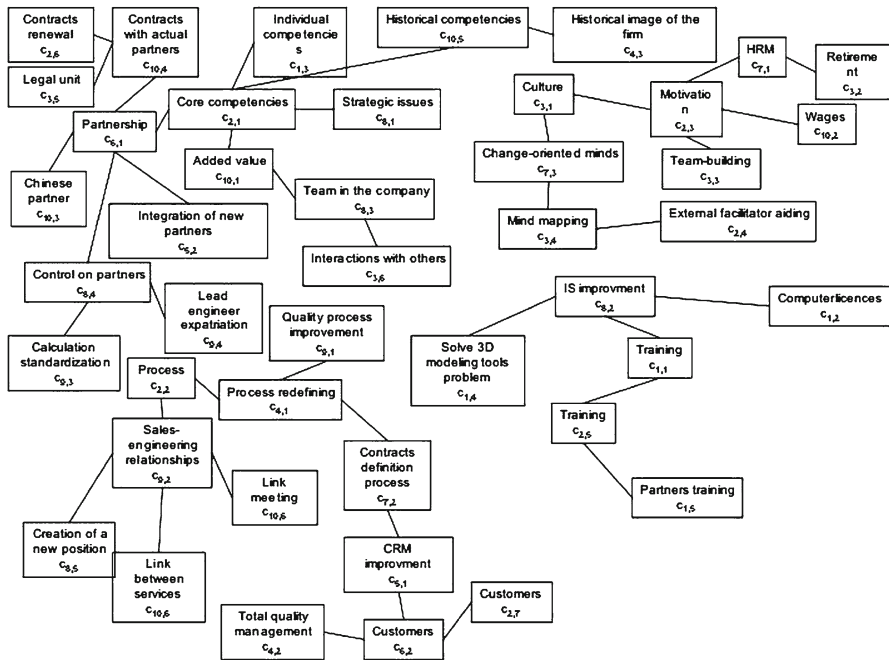 Contracts
renewal
c2,6
Contracts
with actual
partners
c10,4
Individual
competencie
s
c1,3
Historical competencies
c10,5
Historical image of the
firm
c4,3
HRM
c7,1
Retireme
nt
c3,2
Legal unit
c3,5
Core competencies
c2,1
Strategic issues
c8,1
Culture
c3,1
Motivatio
n
c2,3
Wages
c10,2
Partnership
c6,1
Added value
c10,1
Change-oriented minds
c7,3
Team-building
c3,3
Chinese
partner
c10,3
Integration of new
partners
c5,2
Team in the company
c8,3
Mind mapping
c3,4
External facilitator aiding
c2,4
Interactions with others
c3,6
Control on partners
c8,4
Lead
engineer
expatriation
c9,4
Quality process
improvement
c9,1
IS improvment
c8,2
Computerlicences
c1,2
Calculation
standardization
c9,3
Process
c2,2
Process redefining
c4,1
Solve 3D
modeling tools
problem
c1,4
Training
c1,1
Training
c2,5
Sales-
engineering
relationships
c9,2
Link
meeting
c10,6
Contracts
definition
process
c7,2
Partners training
c1,5
Creation of a
new position
c8,5
Link
between
services
c10,6
CRM
improvment
c5,1
Total quality
management
c4,2
Customers
c6,2
Customers
c2,7